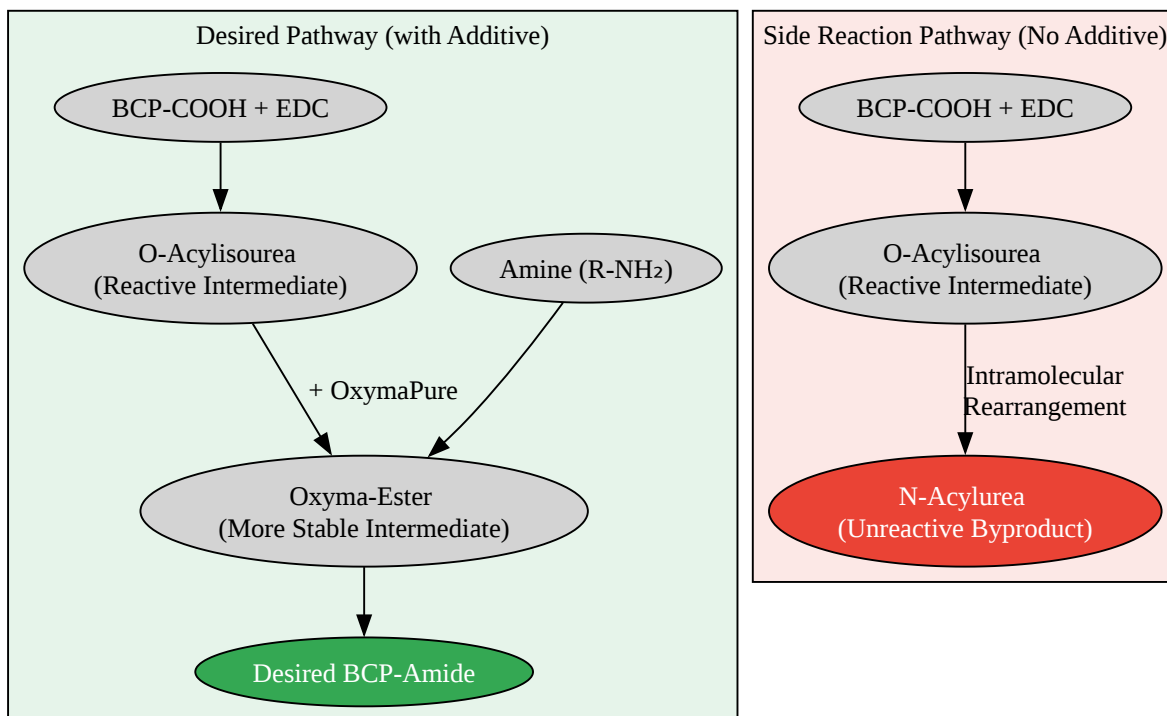 Desired Pathway (with Additive)
BCP-COOH + EDC
O-Acylisourea
(Reactive Intermediate)
Amine (R-NH₂)
+ OxymaPure
Oxyma-Ester
(More Stable Intermediate)
Desired BCP-Amide
Side Reaction Pathway (No Additive)
BCP-COOH + EDC
O-Acylisourea
(Reactive Intermediate)
Intramolecular
Rearrangement
N-Acylurea
(Unreactive Byproduct)